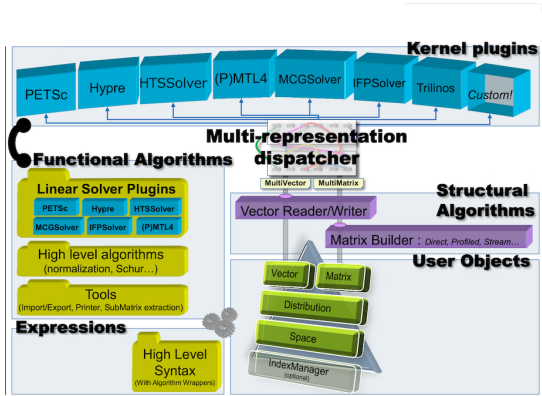 Kernel plugins
PETSc
Hypre
HTSSolver
(P)MTL4
MCGSolver
IFPSolver
Trilinos
Custom!
Multi-representation
dispatcher
MultiVector
MultiMatrix
Functional Algorithms
Linear Solver Plugins
PETSc
Hypre
HTSSolver
MCGSolver
IFPSolver
(P)MTL4
High level algorithms
(normalization, Schur…)
Tools
(Import/Export, Printer, SubMatrix extraction)
Structural
Algorithms
Vector Reader/Writer
Matrix Builder : Direct, Profiled, Stream…
User Objects
Vector
Matrix
Distribution
Space
IndexManager
(optional)
Expressions
High Level
Syntax
(With Algorithm Wrappers)